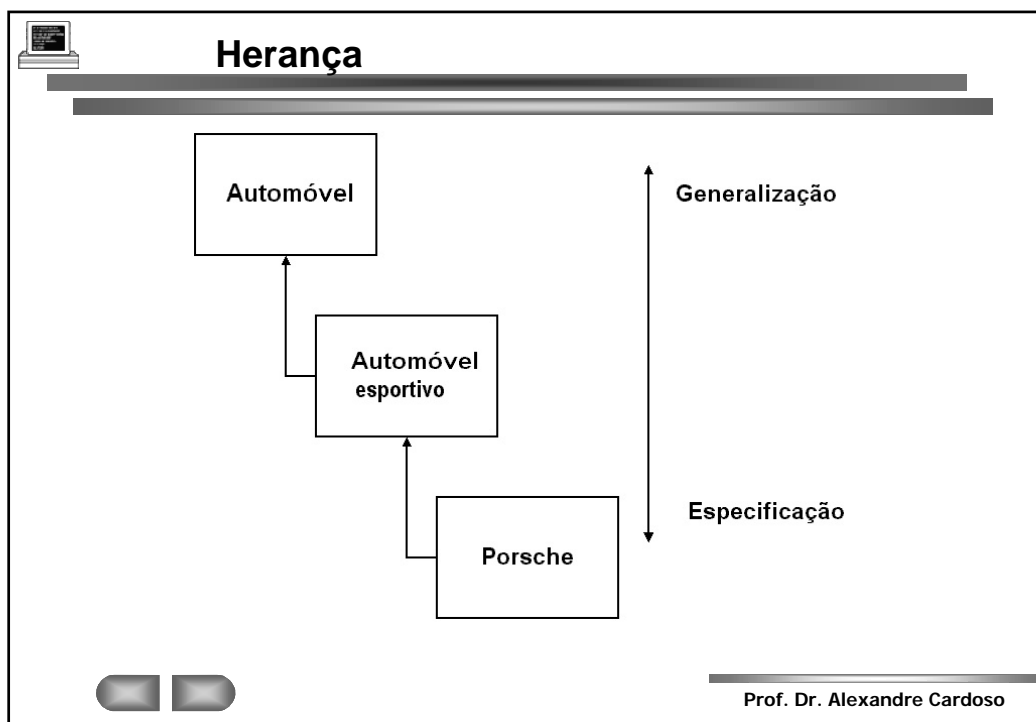 Herança
Automóvel
Generalização
Automóvel
esportivo
Especificação
Porsche
Prof. Dr. Alexandre Cardoso